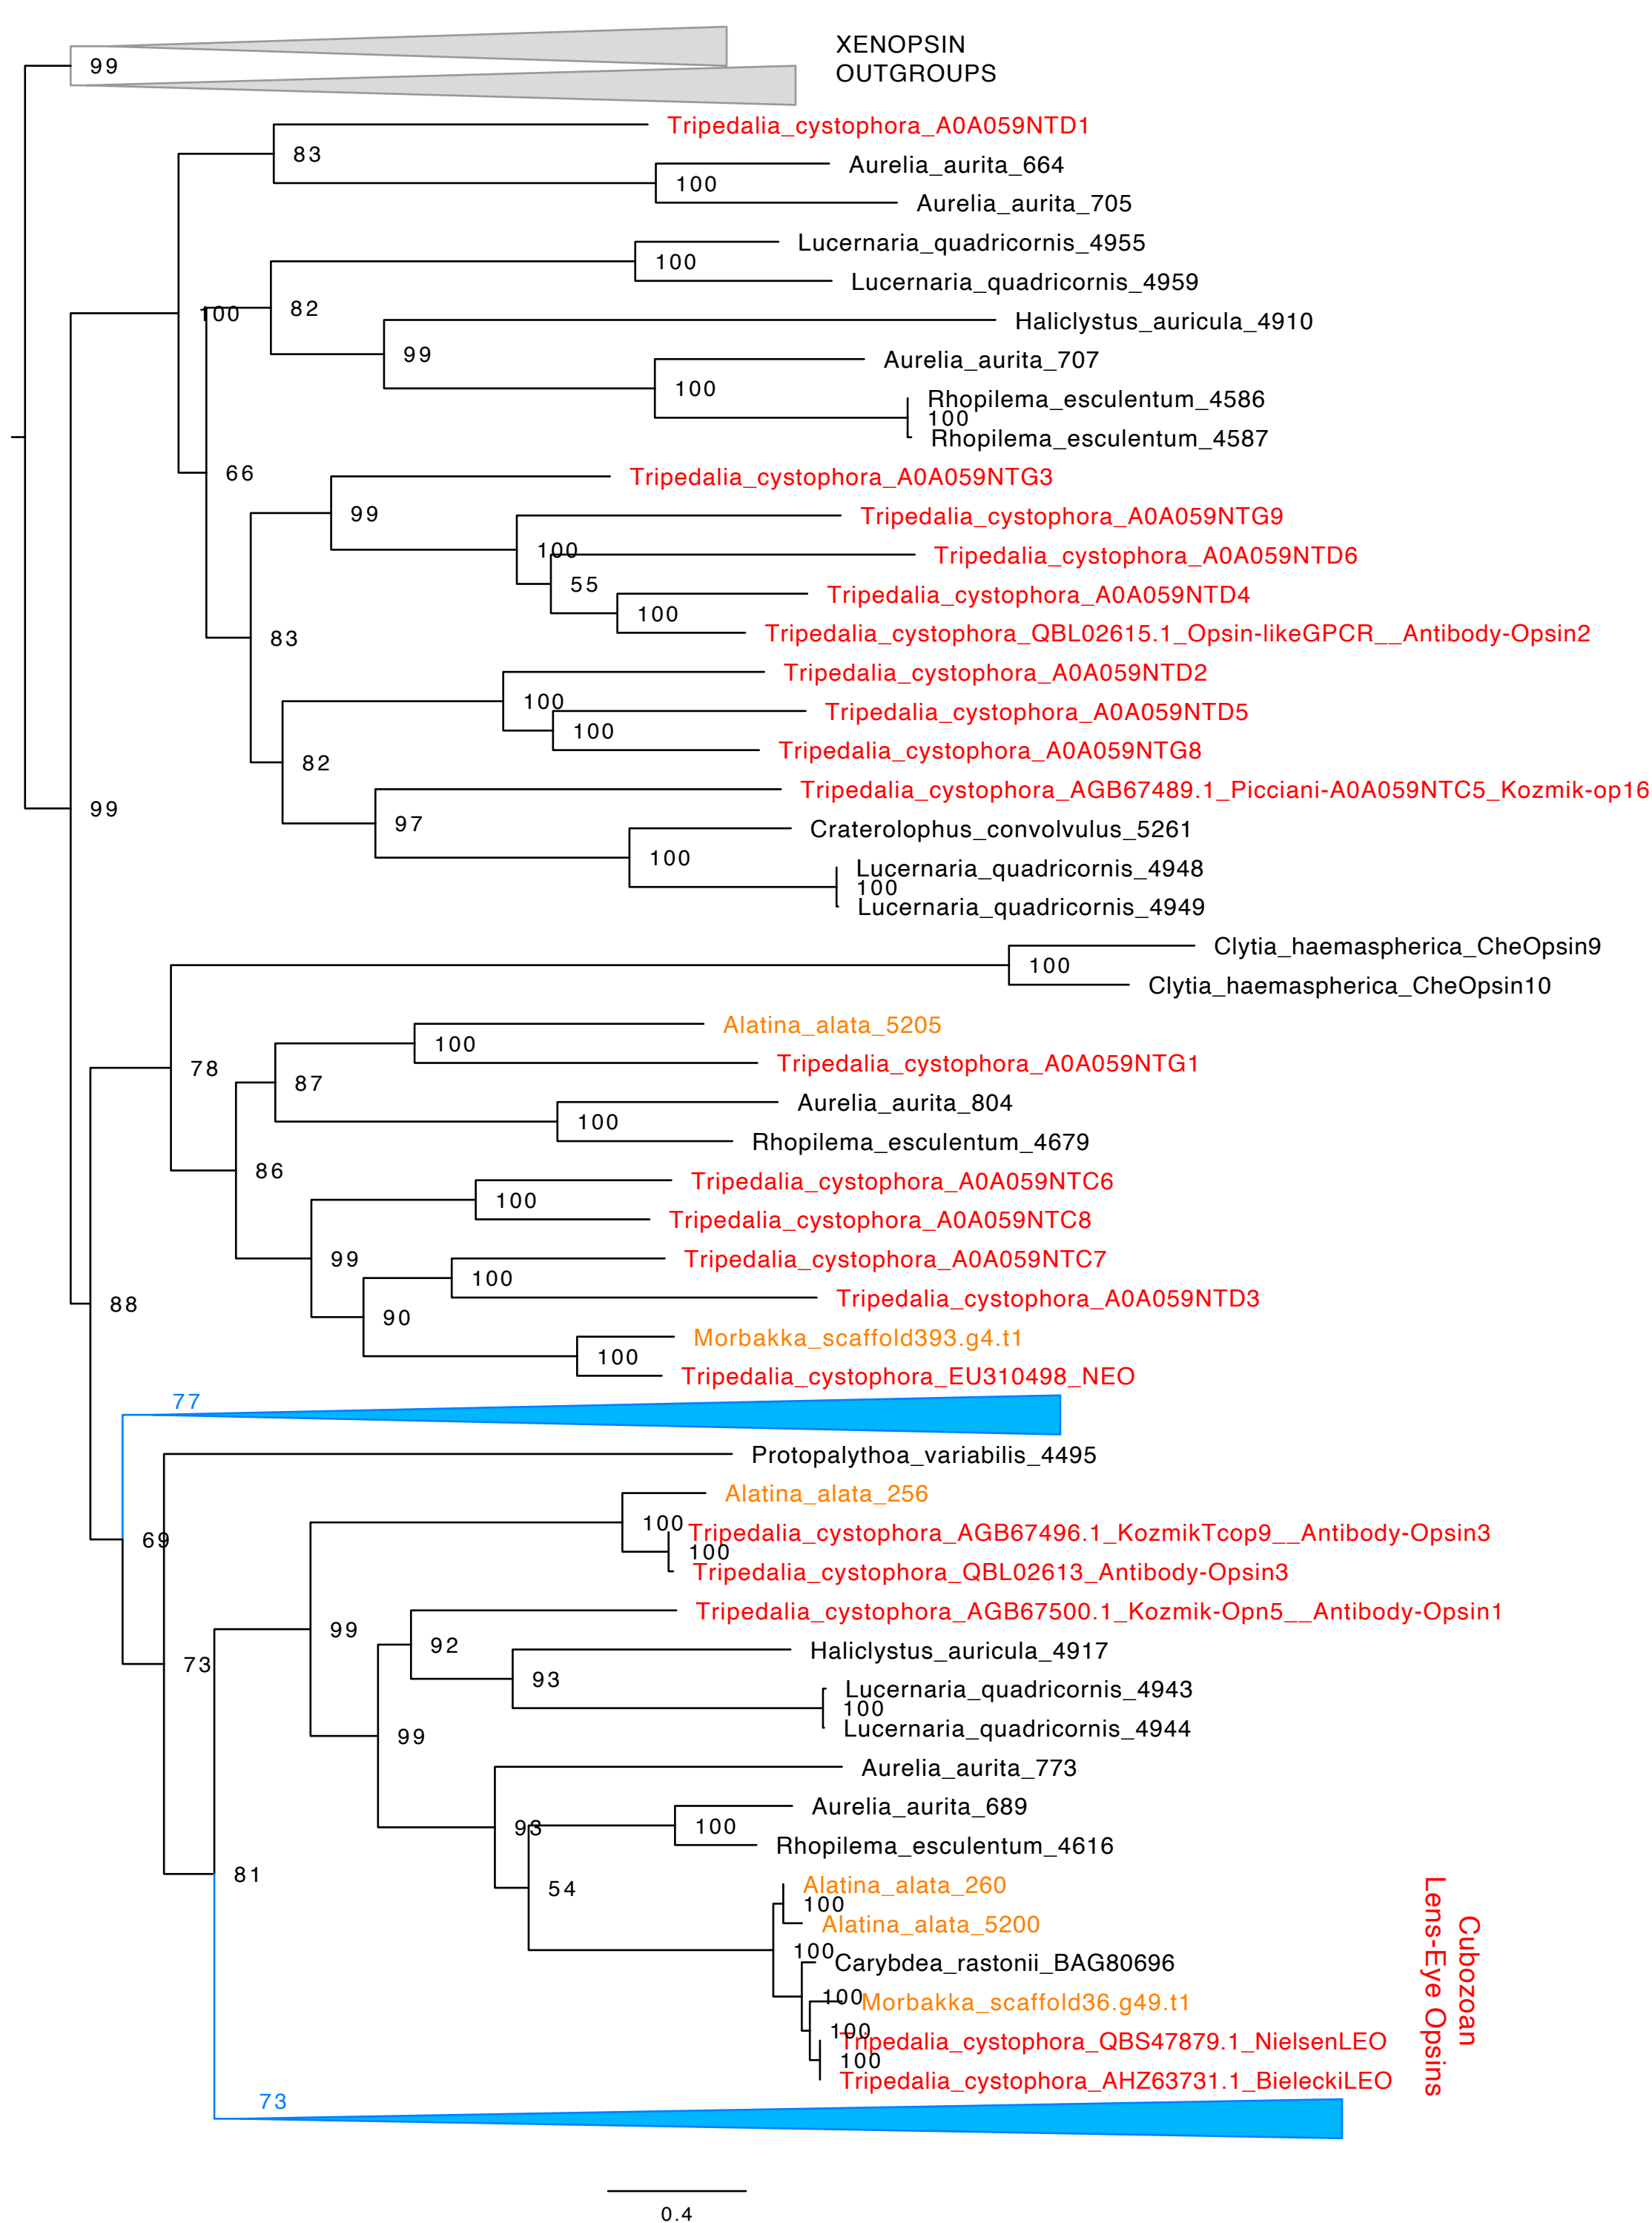 XENOPSIN
OUTGROUPS
99
Tripedalia_cystophora_A0A059NTD1
83
Aurelia_aurita_664
100
Aurelia_aurita_705
Lucernaria_quadricornis_4955
100
Lucernaria_quadricornis_4959
100
82
Haliclystus_auricula_4910
99
Aurelia_aurita_707
100
Rhopilema_esculentum_4586
100
Rhopilema_esculentum_4587
66
Tripedalia_cystophora_A0A059NTG3
99
Tripedalia_cystophora_A0A059NTG9
100
Tripedalia_cystophora_A0A059NTD6
55
Tripedalia_cystophora_A0A059NTD4
100
Tripedalia_cystophora_QBL02615.1_Opsin-likeGPCR__Antibody-Opsin2
83
Tripedalia_cystophora_A0A059NTD2
100
Tripedalia_cystophora_A0A059NTD5
100
Tripedalia_cystophora_A0A059NTG8
82
Tripedalia_cystophora_AGB67489.1_Picciani-A0A059NTC5_Kozmik-op16
99
97
Craterolophus_convolvulus_5261
100
Lucernaria_quadricornis_4948
100
Lucernaria_quadricornis_4949
Clytia_haemaspherica_CheOpsin9
100
Clytia_haemaspherica_CheOpsin10
Alatina_alata_5205
100
Tripedalia_cystophora_A0A059NTG1
78
87
Aurelia_aurita_804
100
Rhopilema_esculentum_4679
86
Tripedalia_cystophora_A0A059NTC6
100
Tripedalia_cystophora_A0A059NTC8
99
Tripedalia_cystophora_A0A059NTC7
100
Tripedalia_cystophora_A0A059NTD3
88
90
Morbakka_scaffold393.g4.t1
100
Tripedalia_cystophora_EU310498_NEO
77
Protopalythoa_variabilis_4495
Alatina_alata_256
69
100
Tripedalia_cystophora_AGB67496.1_KozmikTcop9__Antibody-Opsin3
100
Tripedalia_cystophora_QBL02613_Antibody-Opsin3
Tripedalia_cystophora_AGB67500.1_Kozmik-Opn5__Antibody-Opsin1
99
92
Haliclystus_auricula_4917
73
93
Lucernaria_quadricornis_4943
100
Lucernaria_quadricornis_4944
99
Aurelia_aurita_773
Aurelia_aurita_689
93
100
Rhopilema_esculentum_4616
81
54
Alatina_alata_260
100
Alatina_alata_5200
100
Carybdea_rastonii_BAG80696
100
Morbakka_scaffold36.g49.t1
100
Tripedalia_cystophora_QBS47879.1_NielsenLEO
100
Tripedalia_cystophora_AHZ63731.1_BieleckiLEO
Cubozoan
Lens-Eye Opsins
73
0.4